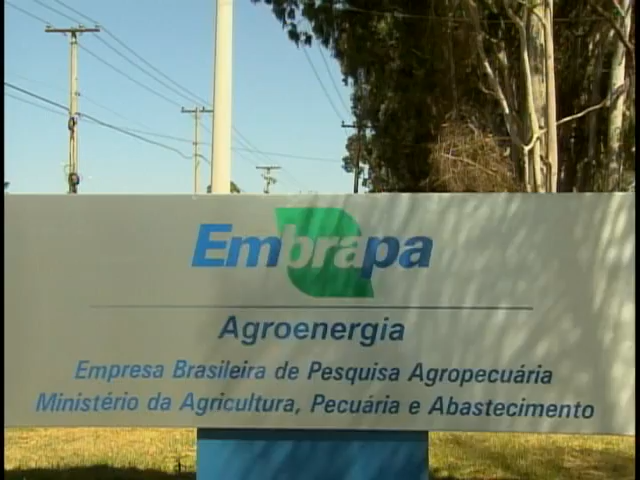 Embrapa
Agroenergia
Empresa Brasileira de Pesquisa Agropecuária
Ministério da Agricultura, Pecuária e Abastecimento